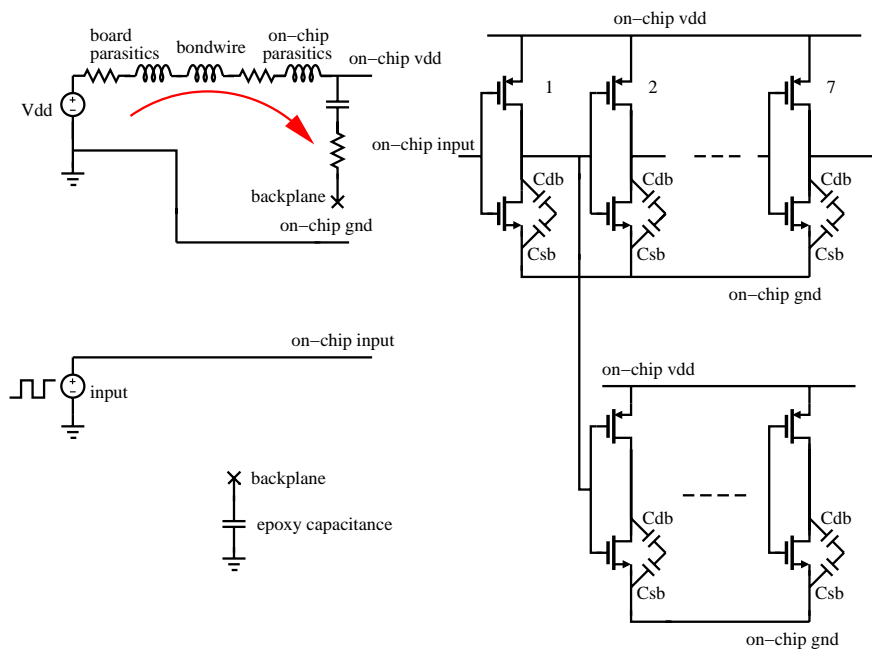 board
parasitics
bondwire
on−chip
parasitics
on−chip vdd
Vdd
+
−
backplane
on−chip gnd
on−chip input
+
−
input
backplane
epoxy capacitance
on−chip vdd
1
2
7
on−chip input
Cdb
Cdb
Cdb
Csb
Csb
Csb
on−chip gnd
on−chip vdd
Cdb
Cdb
Csb
Csb
on−chip gnd